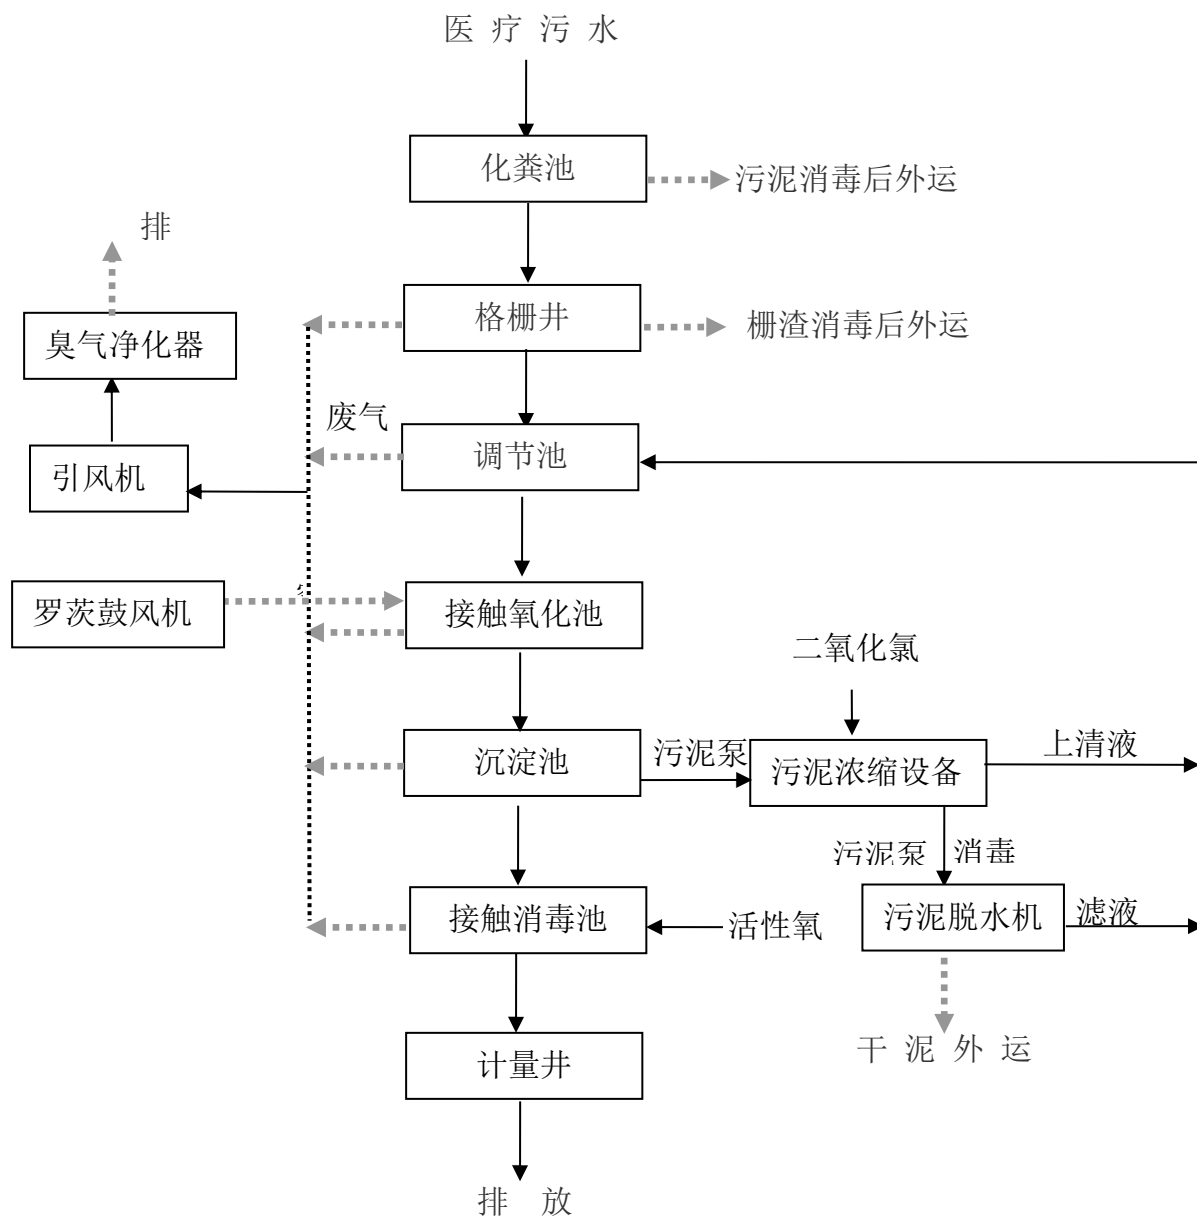 医疗污水
化粪池
污泥消毒后外运
排
格栅井
栅渣消毒后外运
臭气净化器
废气
调节池
引风机
罗茨鼓风机
接触氧化池
二氧化氯
沉淀池
污泥泵
污泥浓缩设备
上清液
污泥泵
消毒
接触消毒池
活性氧
污泥脱水机
滤液
干泥外运
计量井
排放